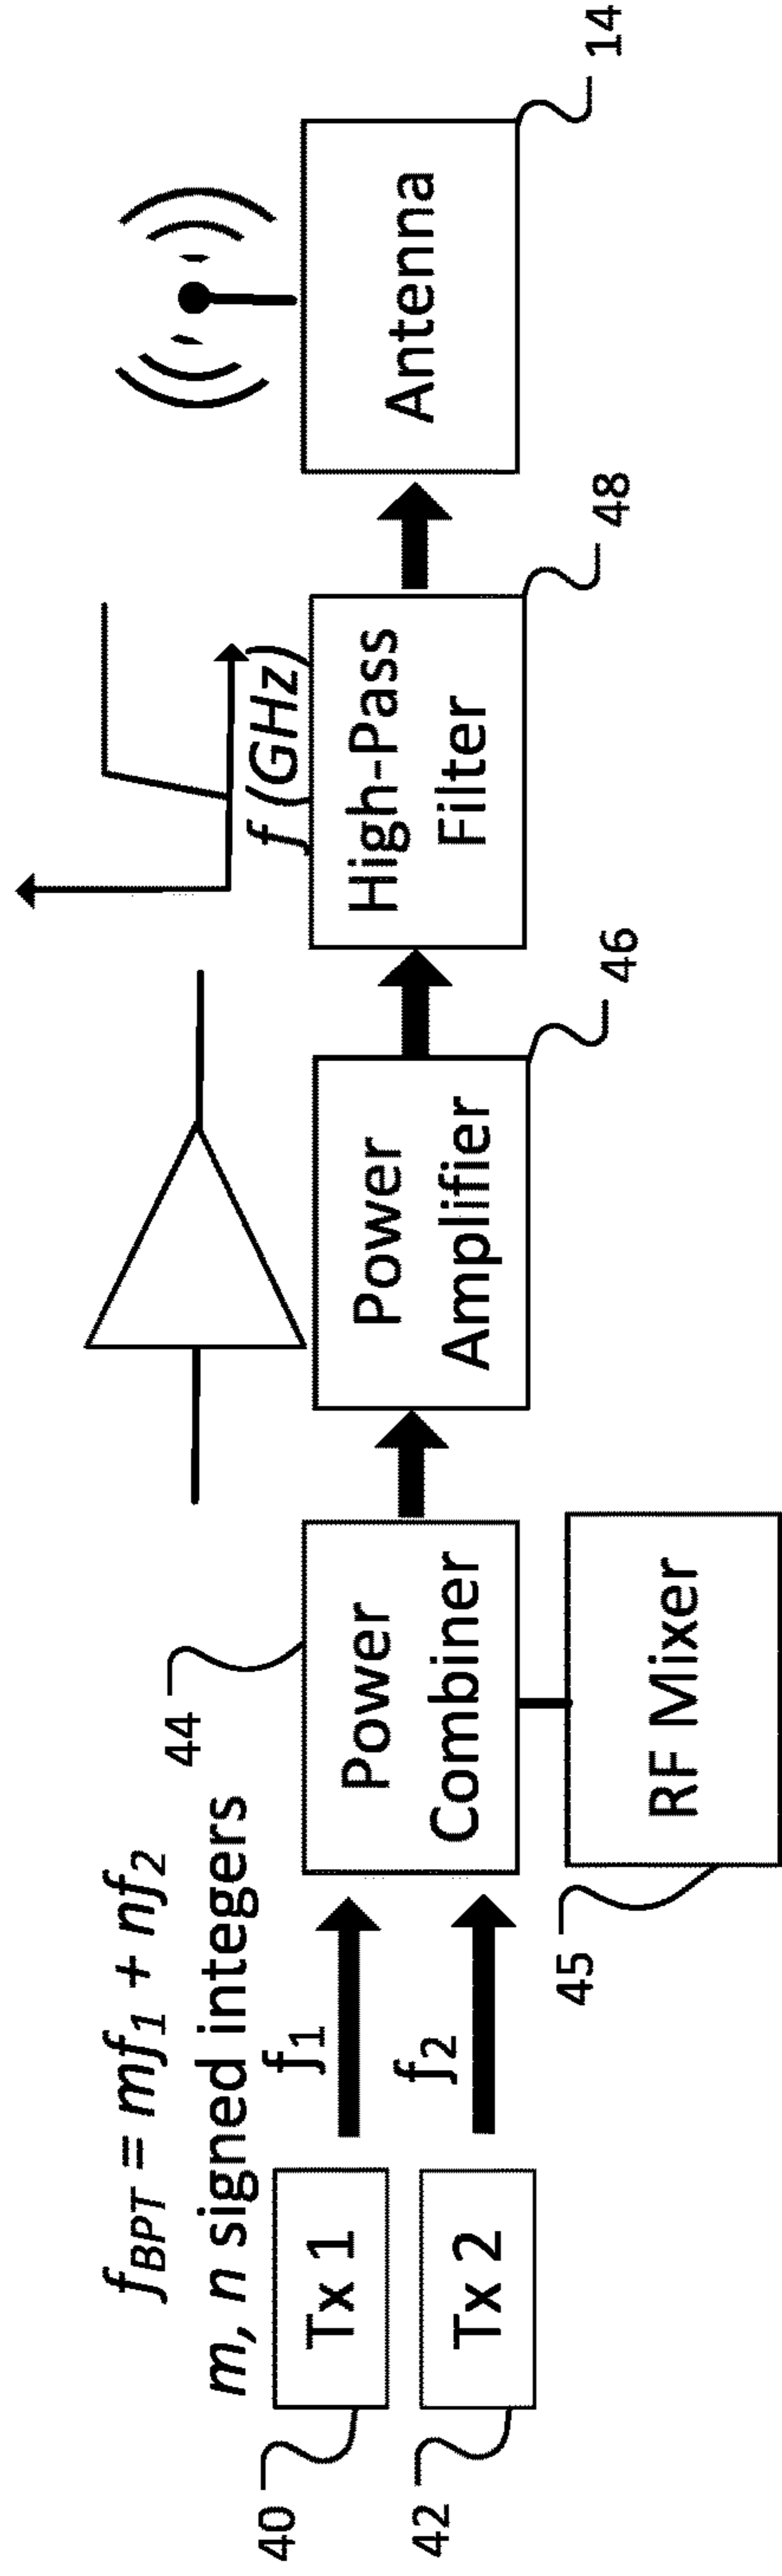 f_BPT = mf_1 + nf_2
m, n signed integers
40
Tx 1
f_1
42
Tx 2
f_2
44
Power
Combiner
45
RF Mixer
Power
Amplifier
46
f (GHz)
High-Pass
Filter
48
Antenna
14